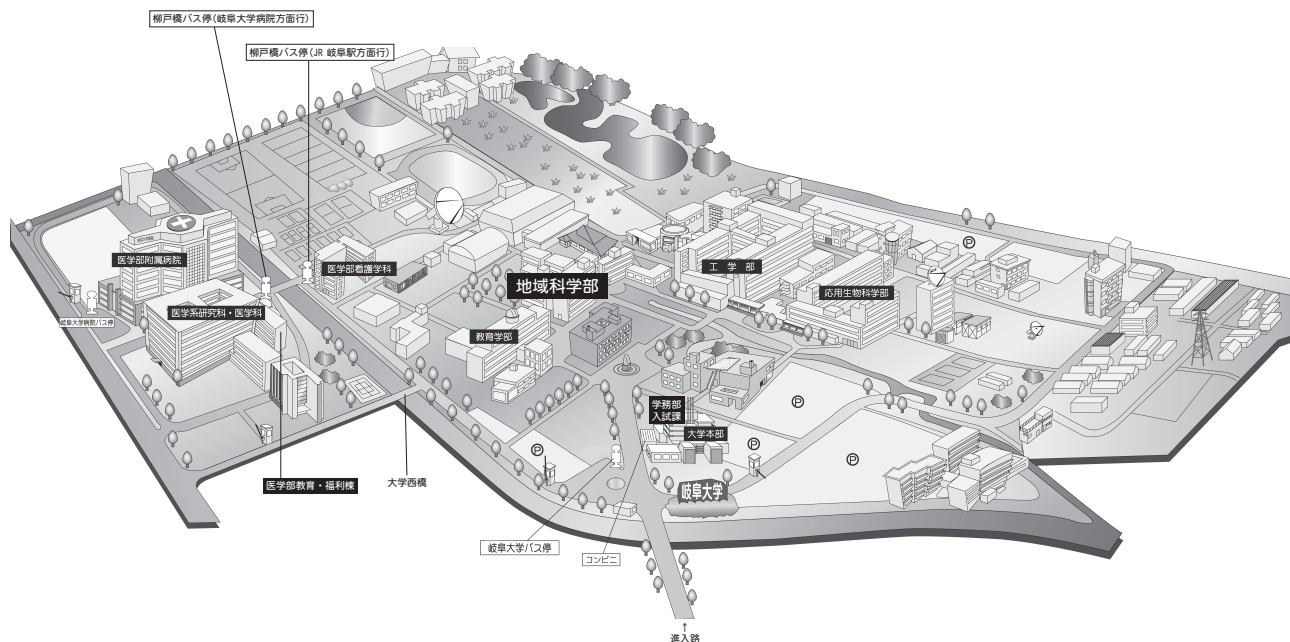 柳戸橋バス停(岐阜大学病院方面行)
柳戸橋バス停(JR 岐阜駅方面行)
医学部附属病院
医学部看護学科
岐阜大学病院バス停
医学系研究科・医学科
地域科学部
工 学 部
応用生物科学部
教育学部
学務部
入試課
大学本部
P
P
P
P
P
医学部教育・福利棟
大学西橋
岐阜大学
岐阜大学バス停
コンビニ
↑
進入路